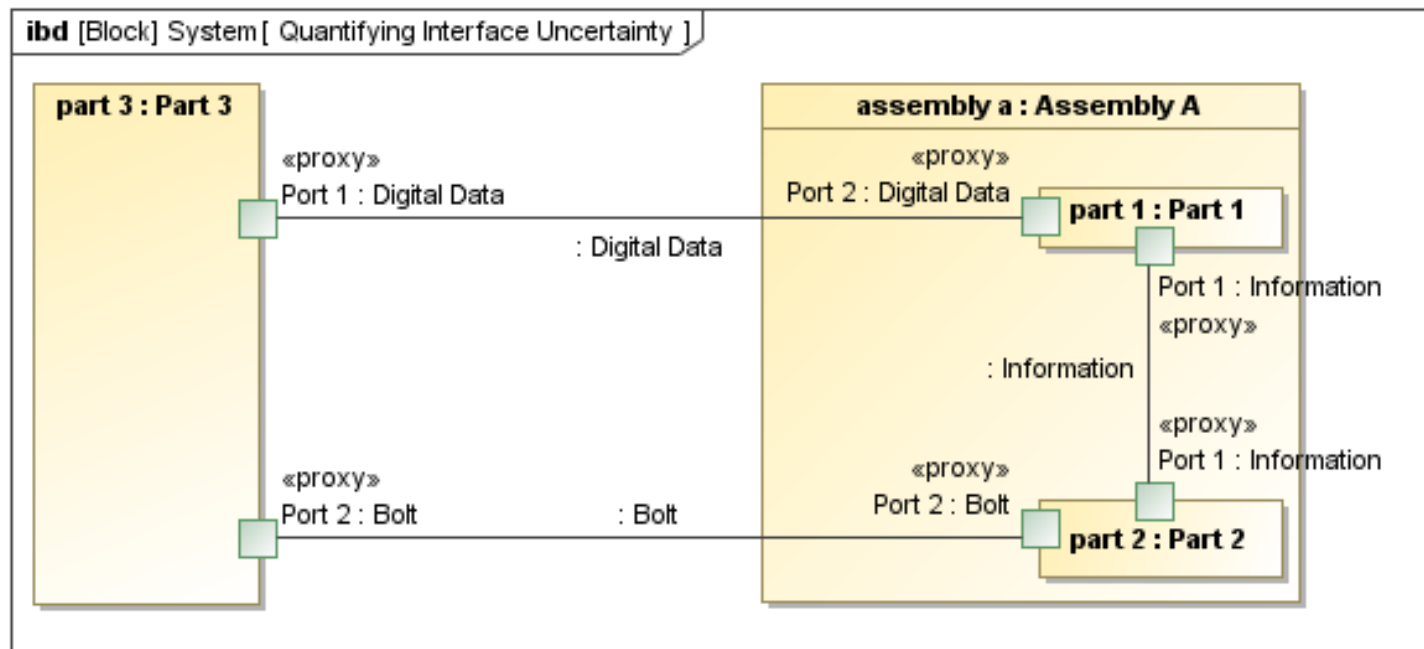 ibd [Block] System [ Quantifying Interface Uncertainty ]
part 3 : Part 3
assembly a : Assembly A
«proxy»
Port 1 : Digital Data
: Digital Data
«proxy»
Port 2 : Digital Data
part 1 : Part 1
Port 1 : Information
«proxy»
: Information
«proxy»
Port 1 : Information
«proxy»
Port 2 : Bolt
: Bolt
«proxy»
Port 2 : Bolt
part 2 : Part 2